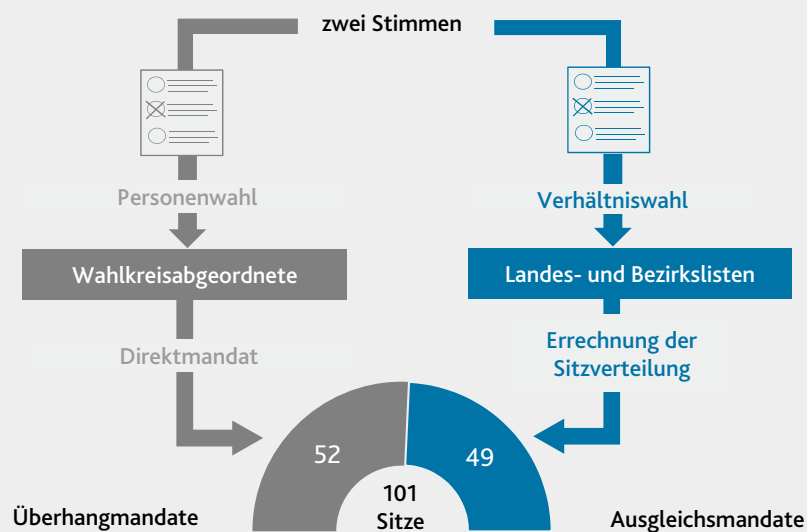 zwei Stimmen
Personenwahl
Verhältniswahl
Wahlkreisabgeordnete
Landes- und Bezirkslisten
Direktmandat
Errechnung der
Sitzverteilung
52
49
101
Sitze
Überhangmandate
Ausgleichsmandate